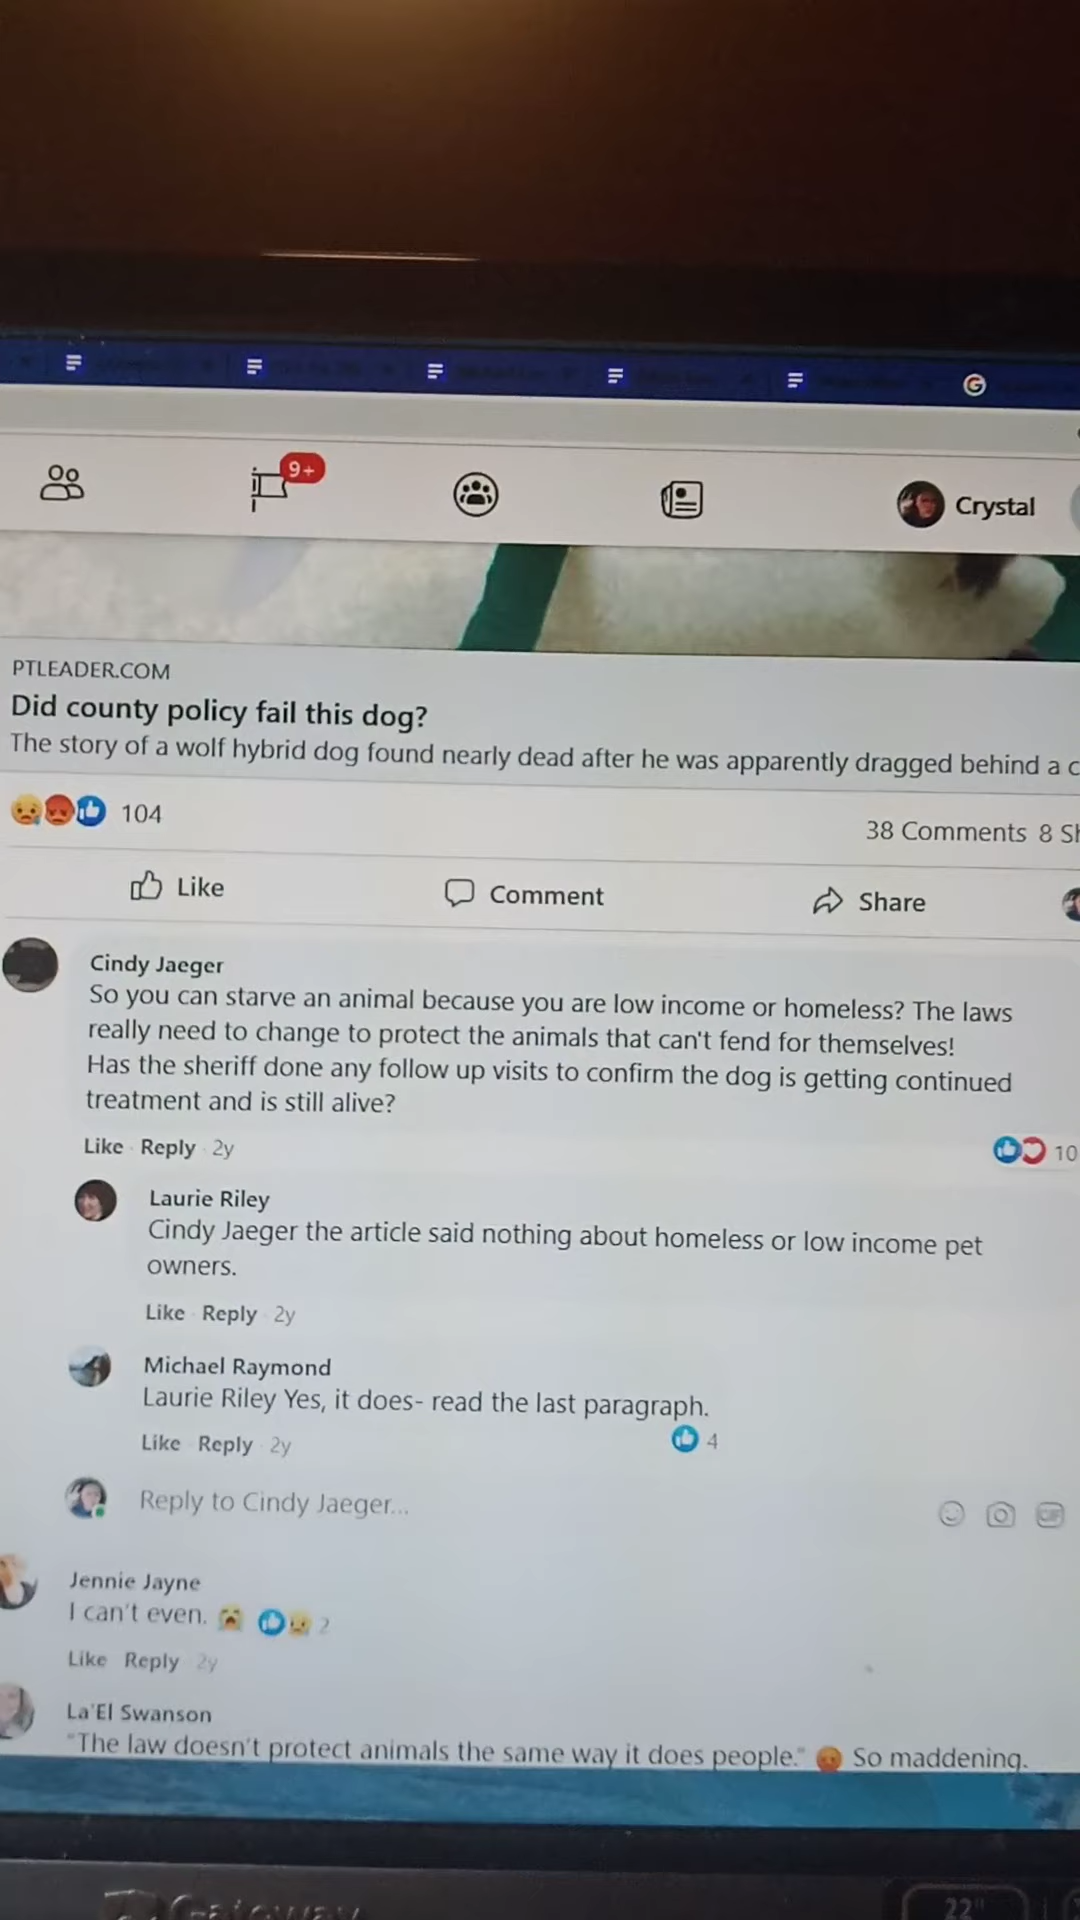 9+
Crystal
PTLEADER.COM
Did county policy fail this dog?
The story of a wolf hybrid dog found nearly dead after he was apparently dragged behind a c
104
38 Comments 8 Sh
Like
Comment
Share
Cindy Jaeger
So you can starve an animal because you are low income or homeless? The laws
really need to change to protect the animals that can't fend for themselves!
Has the sheriff done any follow up visits to confirm the dog is getting continued
treatment and is still alive?
Like · Reply · 2y
10
Laurie Riley
Cindy Jaeger the article said nothing about homeless or low income pet
owners.
Like · Reply · 2y
Michael Raymond
Laurie Riley Yes, it does- read the last paragraph.
4
Like · Reply · 2y
Reply to Cindy Jaeger...
GIF
Jennie Jayne
I can't even. 😭 2
Like Reply 2y
La'El Swanson
"The law doesn't protect animals the same way it does people." 😡 So maddening.
Gateway
22"